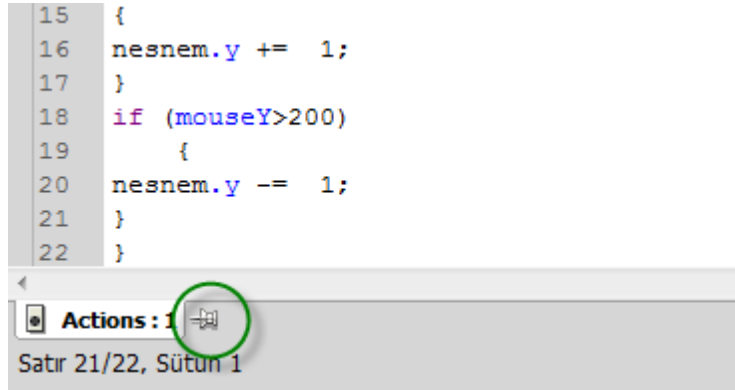 15 {
16 nesnem.y += 1;
17 }
18 if (mouseY>200)
19 {
20 nesnem.y -= 1;
21 }
22 }
Actions : 1
Satır 21/22, Sütun 1